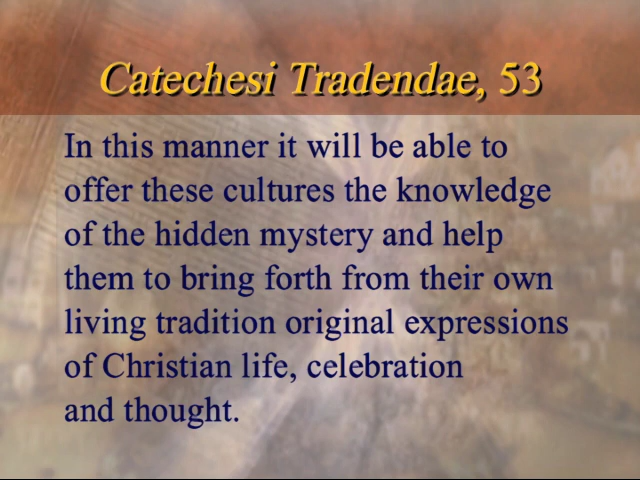 Catechesi Tradendae, 53
In this manner it will be able to
offer these cultures the knowledge
of the hidden mystery and help
them to bring forth from their own
living tradition original expressions
of Christian life, celebration
and thought.